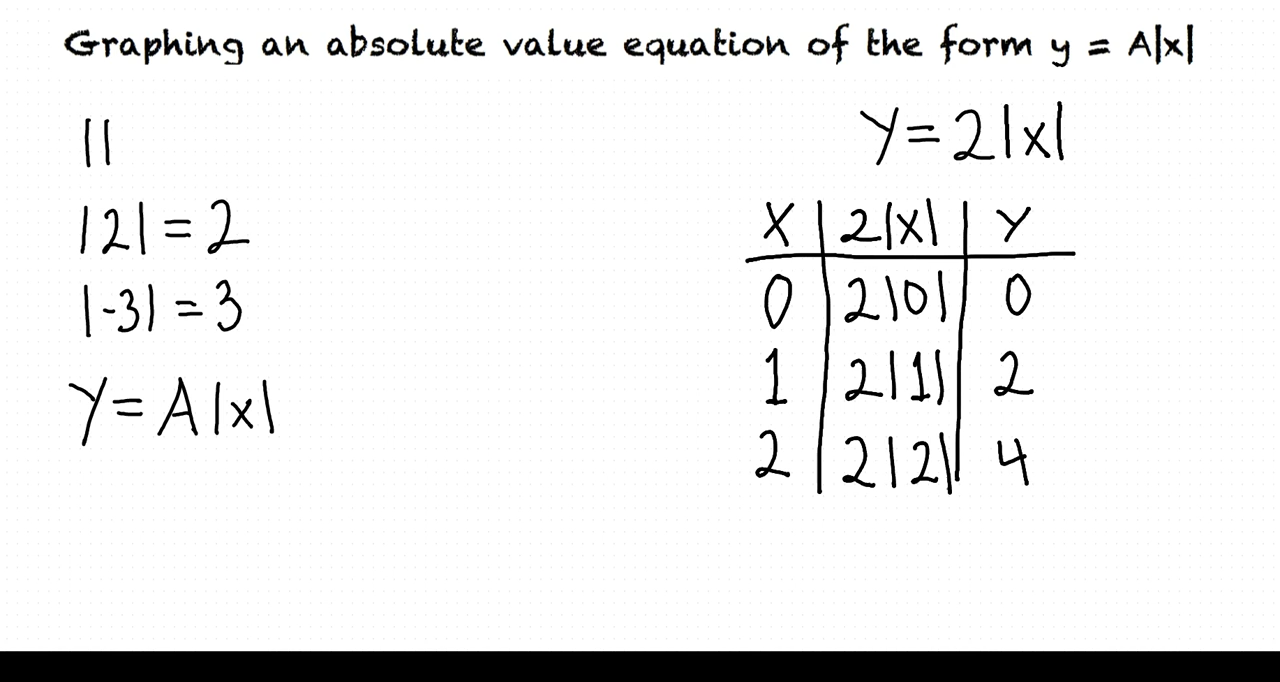 Graphing an absolute value equation of the form y = A|x|
||
|2| = 2
|-3| = 3
Y = A|x|
Y = 2|x|
X | 2|x| | Y
0 | 2|0| | 0
1 | 2|1| | 2
2 | 2|2| | 4